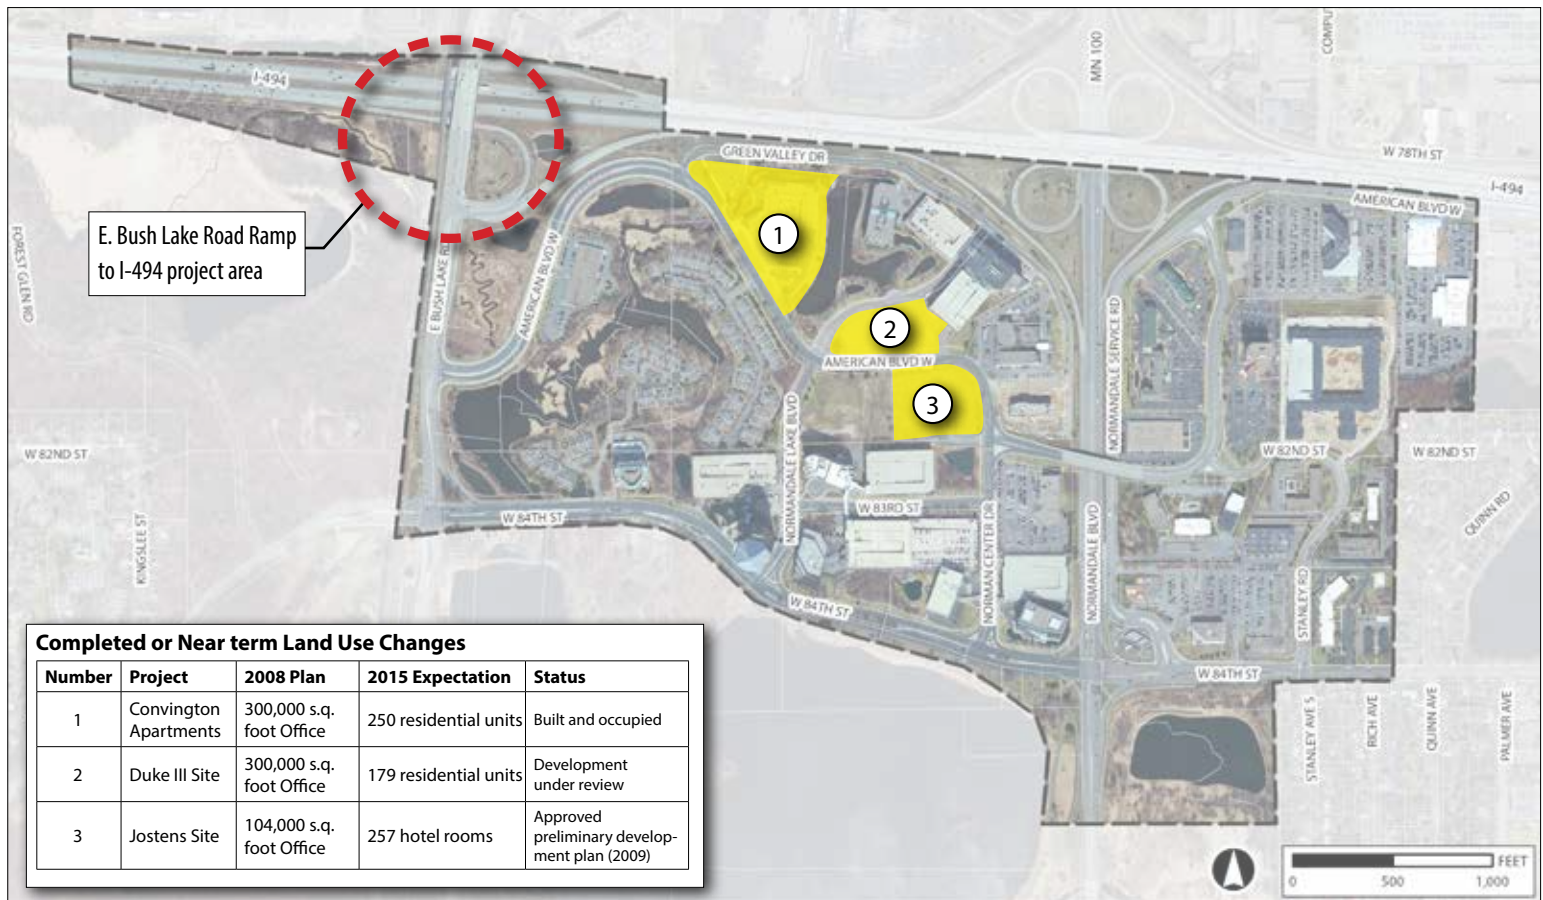 COMPU
MN 100
I-494
W 78TH ST
GREEN VALLEY DR
I-494
AMERICAN BLVD W
E. Bush Lake Road Ramp
to I-494 project area
FOREST GLEN RD
E BUSH LAKE RD
AMERICAN BLVD W
1
2
AMERICAN BLVD W
3
NORMANDALE SERVICE RD
NORMANDALE LAKE BLVD
W 82ND ST
W 82ND ST
W 82ND ST
W 84TH ST
W 83RD ST
QUINN RD
KINGSLEE ST
NORMAN CENTER DR
NORMANDALE BLVD
STANLEY RD
W 84TH ST
W 84TH ST
STANLEY AVE S
RICH AVE
QUINN AVE
PALMER AVE
Completed or Near term Land Use Changes
Number Project 2008 Plan 2015 Expectation Status
1 Convington Apartments 300,000 s.q. foot Office 250 residential units Built and occupied
2 Duke III Site 300,000 s.q. foot Office 179 residential units Development under review
3 Jostens Site 104,000 s.q. foot Office 257 hotel rooms Approved preliminary develop-ment plan (2009)
FEET
0 500 1,000